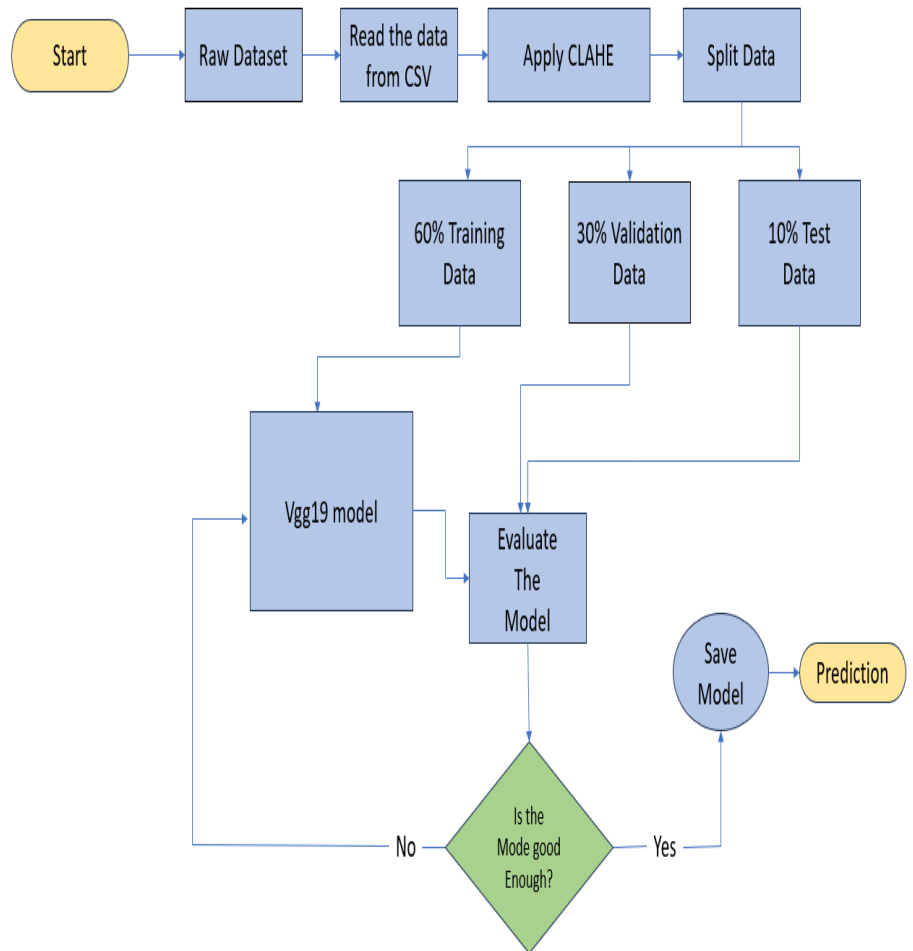 Start
Raw Dataset
Read the data
from CSV
Apply CLAHE
Split Data
60% Training
Data
30% Validation
Data
10% Test
Data
Vgg19 model
Evaluate
The
Model
Save
Model
Prediction
Is the
Mode good
Enough?
No
Yes